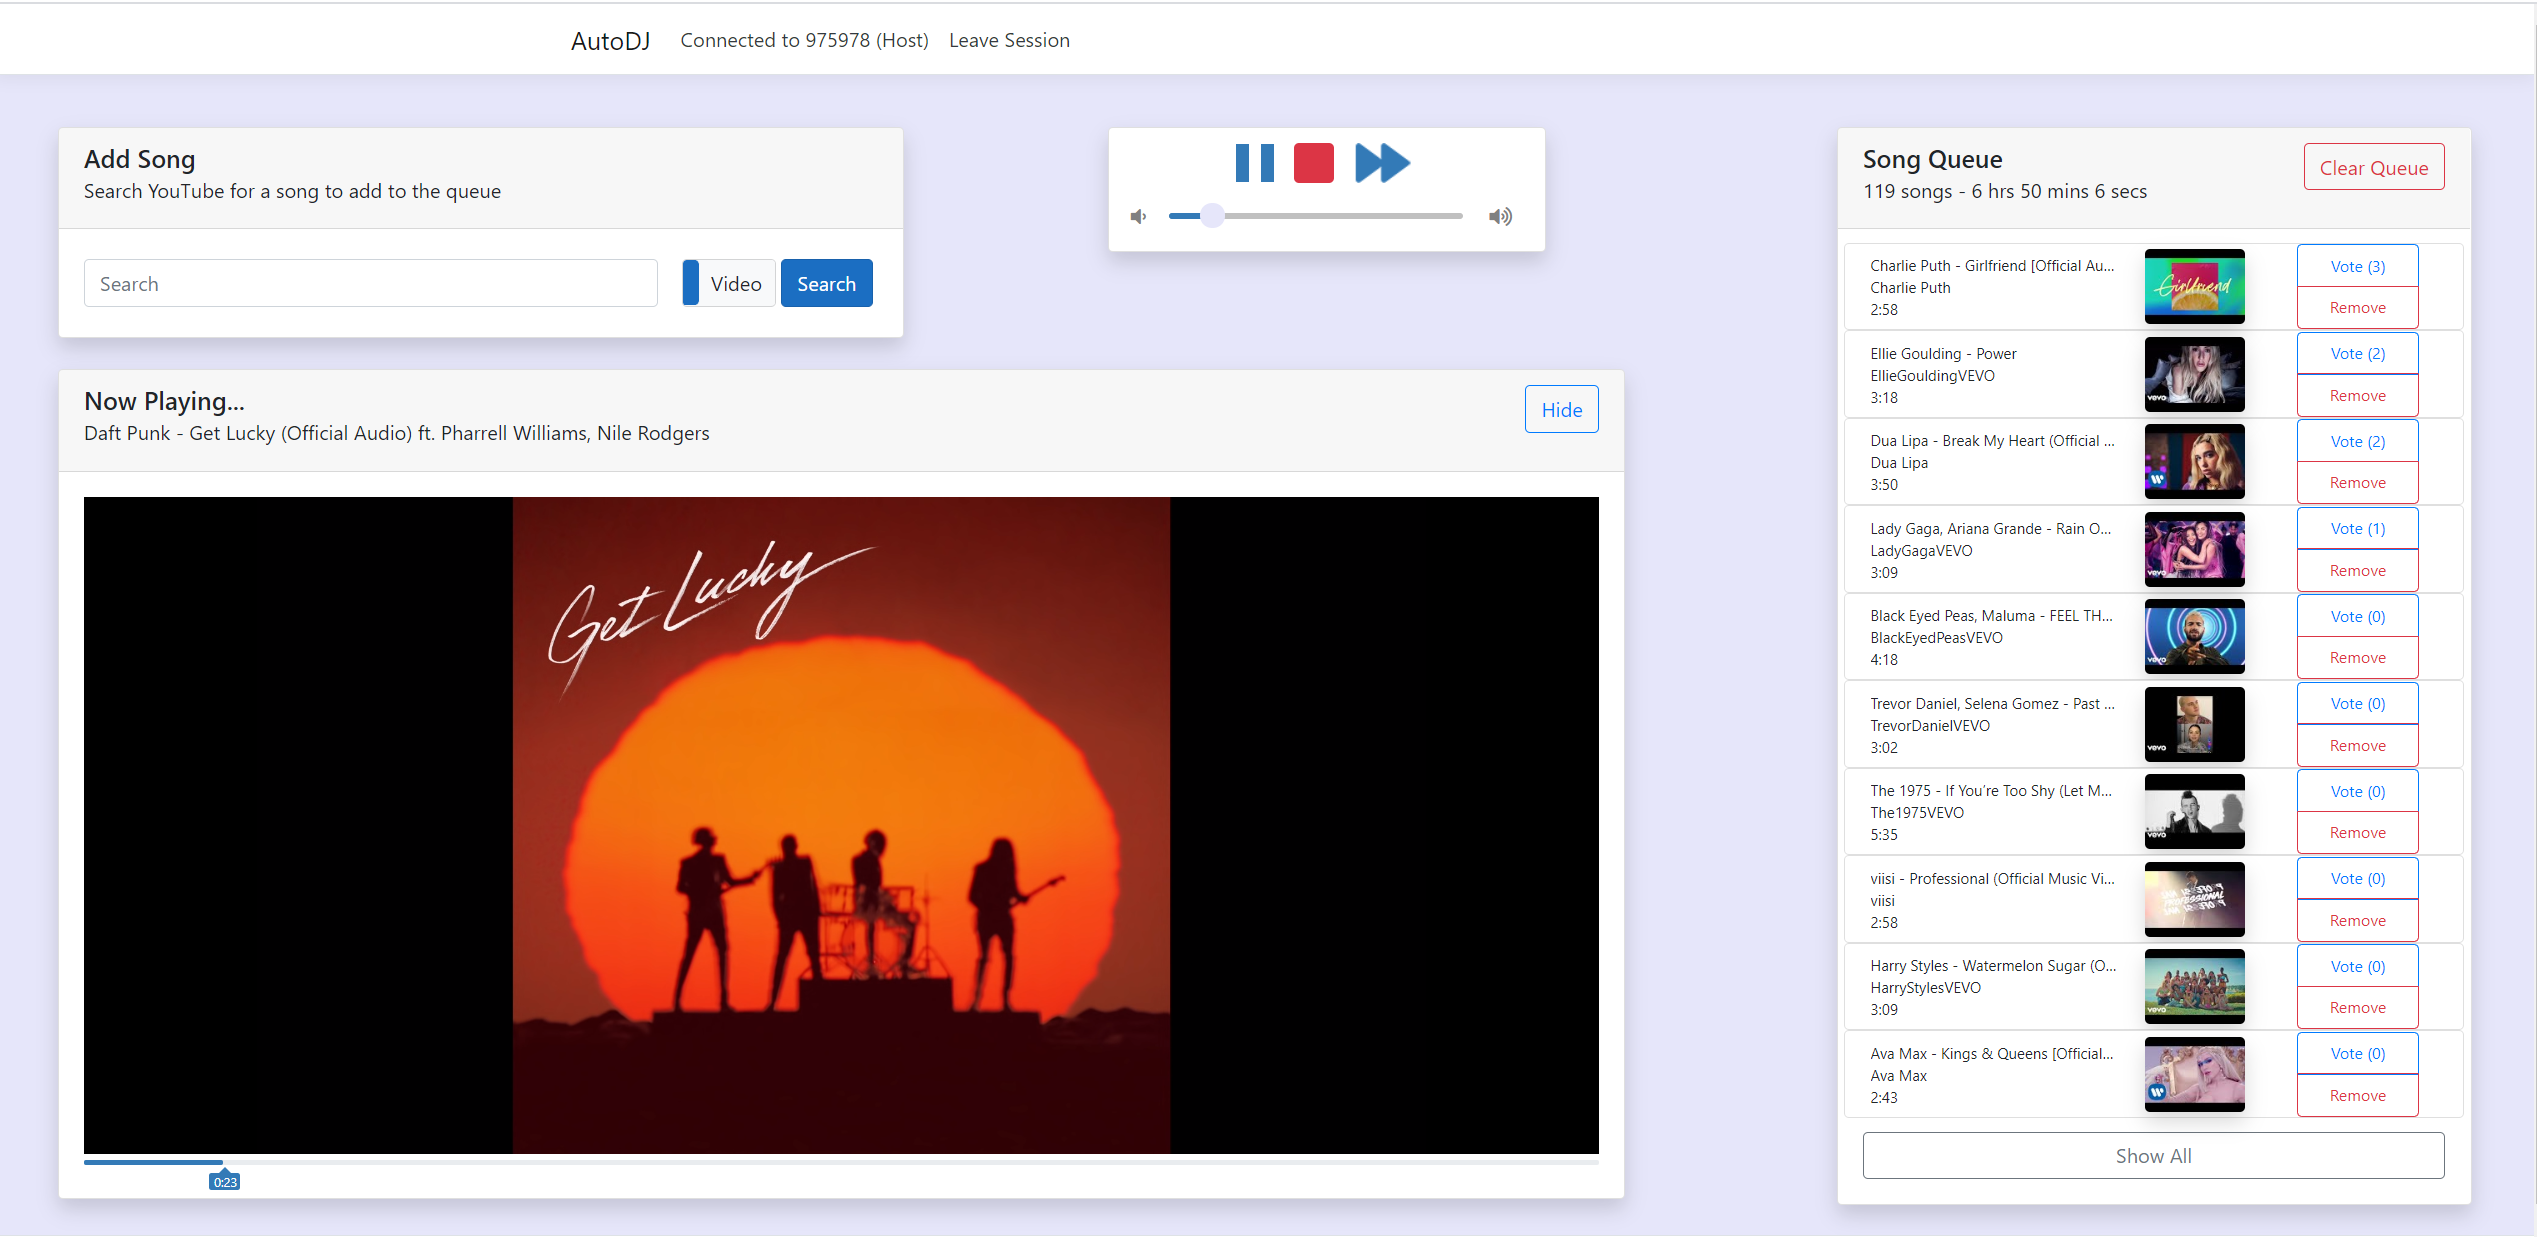 AutoDJ Connected to 975978 (Host) Leave Session
Add Song
Search YouTube for a song to add to the queue
Search Video Search
Now Playing...
Daft Punk - Get Lucky (Official Audio) ft. Pharrell Williams, Nile Rodgers
Hide
Get Lucky
0:23
Song Queue
119 songs - 6 hrs 50 mins 6 secs
Clear Queue
Charlie Puth - Girlfriend [Official Au...
Charlie Puth
2:58
Girlfriend
Vote (3)
Remove
Ellie Goulding - Power
EllieGouldingVEVO
3:18
vevo
Vote (2)
Remove
Dua Lipa - Break My Heart (Official ...
Dua Lipa
3:50
Vote (2)
Remove
Lady Gaga, Ariana Grande - Rain O...
LadyGagaVEVO
3:09
vevo
Vote (1)
Remove
Black Eyed Peas, Maluma - FEEL TH...
BlackEyedPeasVEVO
4:18
vevo
Vote (0)
Remove
Trevor Daniel, Selena Gomez - Past ...
TrevorDanielVEVO
3:02
vevo
Vote (0)
Remove
The 1975 - If You’re Too Shy (Let M...
The1975VEVO
5:35
vevo
Vote (0)
Remove
viisi - Professional (Official Music Vi...
viisi
2:58
PROFESSIONAL
Vote (0)
Remove
Harry Styles - Watermelon Sugar (O...
HarryStylesVEVO
3:09
vevo
Vote (0)
Remove
Ava Max - Kings & Queens [Official...
Ava Max
2:43
Vote (0)
Remove
Show All